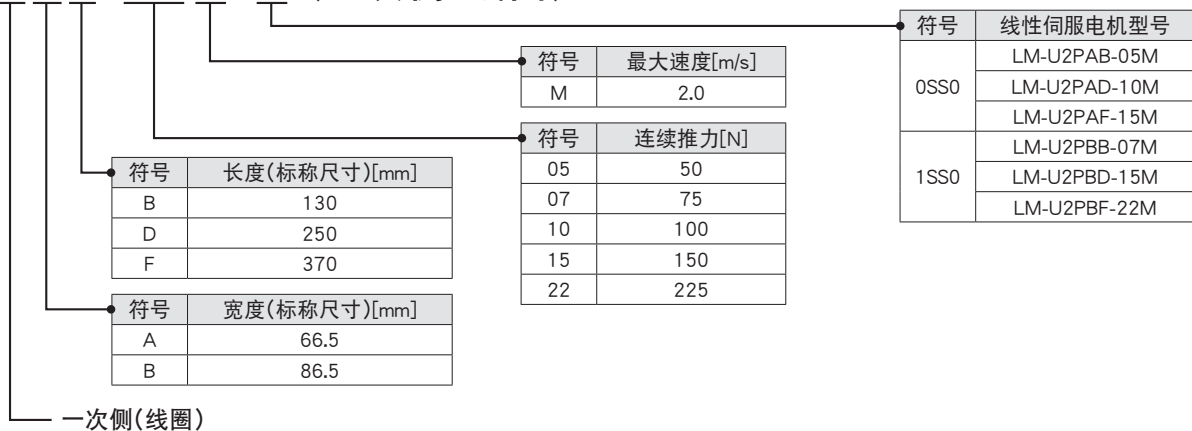 符号 线性伺服电机型号
0SS0 LM-U2PAB-05M
LM-U2PAD-10M
LM-U2PAF-15M
1SS0 LM-U2PBB-07M
LM-U2PBD-15M
LM-U2PBF-22M
符号 最大速度[m/s]
M 2.0
符号 连续推力[N]
05 50
07 75
10 100
15 150
22 225
符号 长度(标称尺寸)[mm]
B 130
D 250
F 370
符号 宽度(标称尺寸)[mm]
A 66.5
B 86.5
一次侧(线圈)